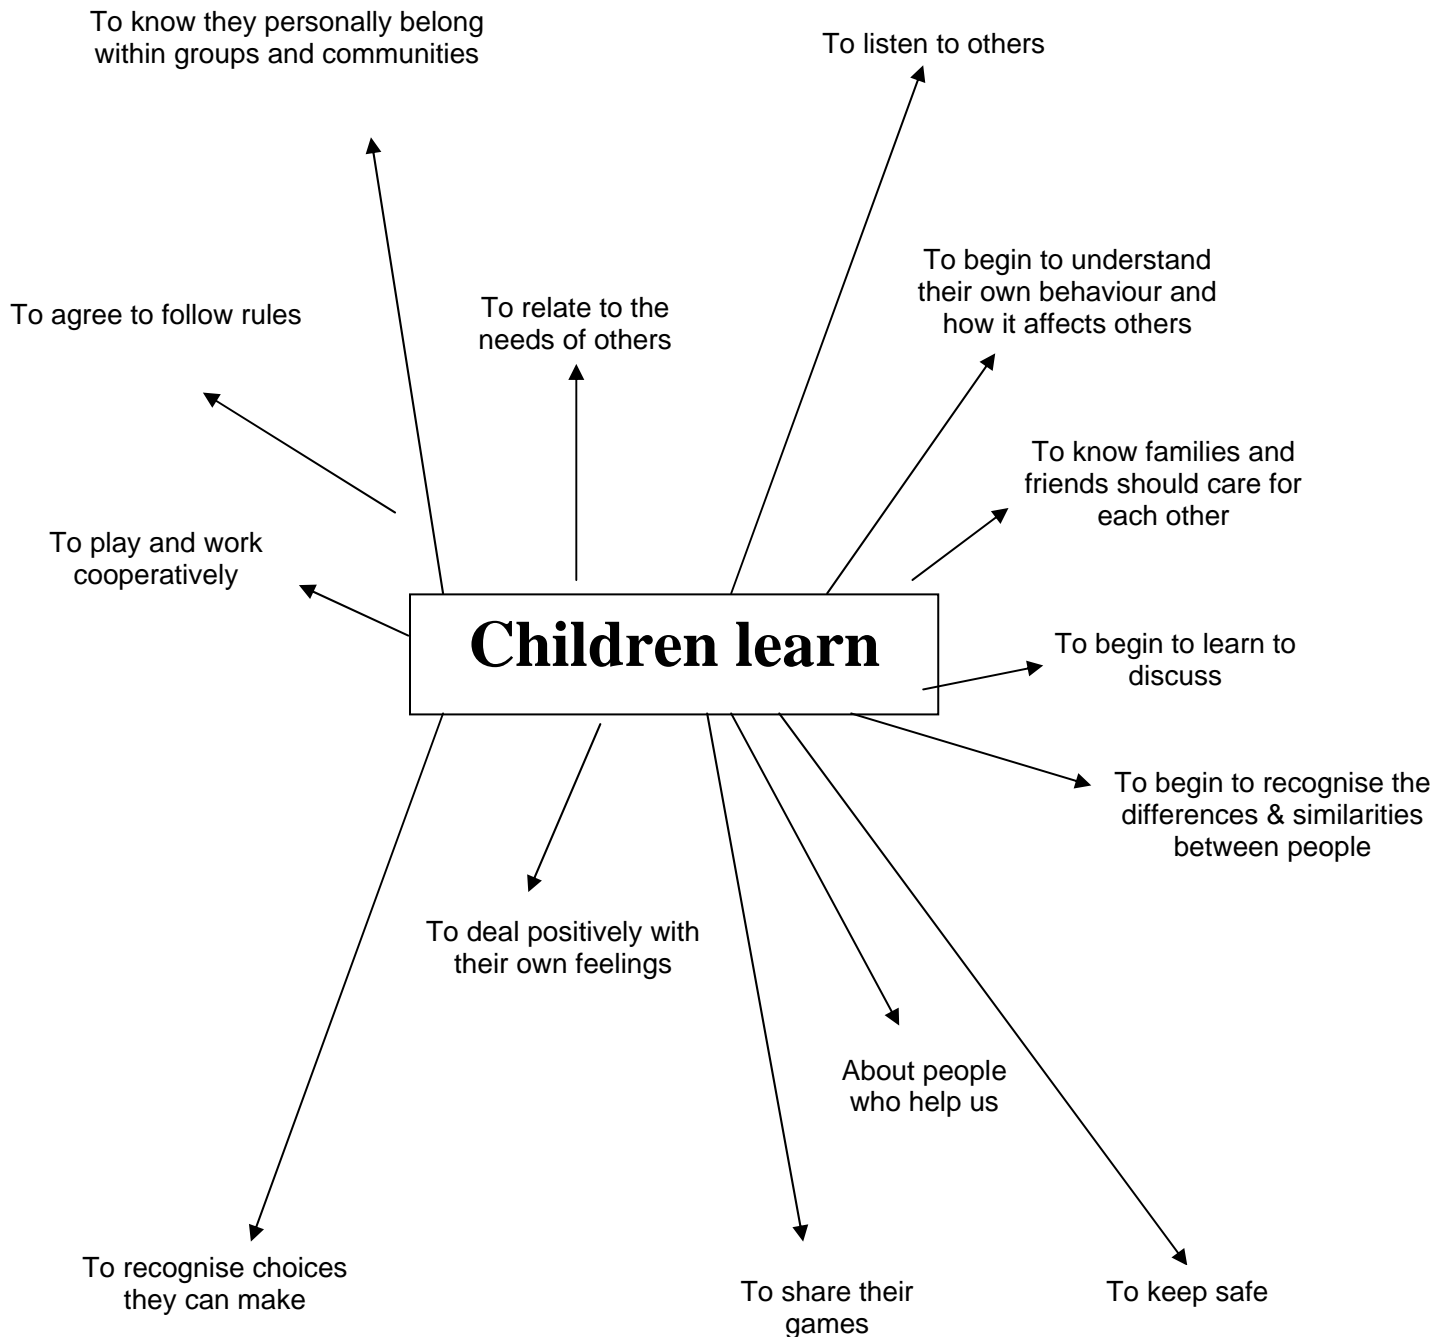 To know they personally belong
within groups and communities
To listen to others
To begin to understand
their own behaviour and
how it affects others
To agree to follow rules
To relate to the
needs of others
To know families and
friends should care for
each other
To play and work
cooperatively
Children learn
To begin to learn to
discuss
To begin to recognise the
differences & similarities
between people
To deal positively with
their own feelings
About people
who help us
To recognise choices
they can make
To share their
games
To keep safe